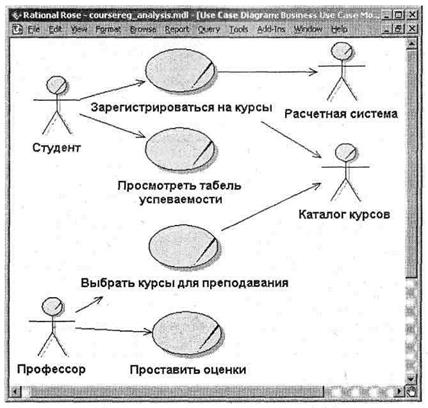 Rational Rose - coursereg_analysis.mdl - [Use Case Diagram: Business Use Case Mo...
File Edit View Format Browse Report Query Tools Add-Ins Window Help
Зарегистрироваться на курсы
Расчетная система
Студент
Просмотреть табель
успеваемости
Каталог курсов
Выбрать курсы для преподавания
Профессор
Проставить оценки